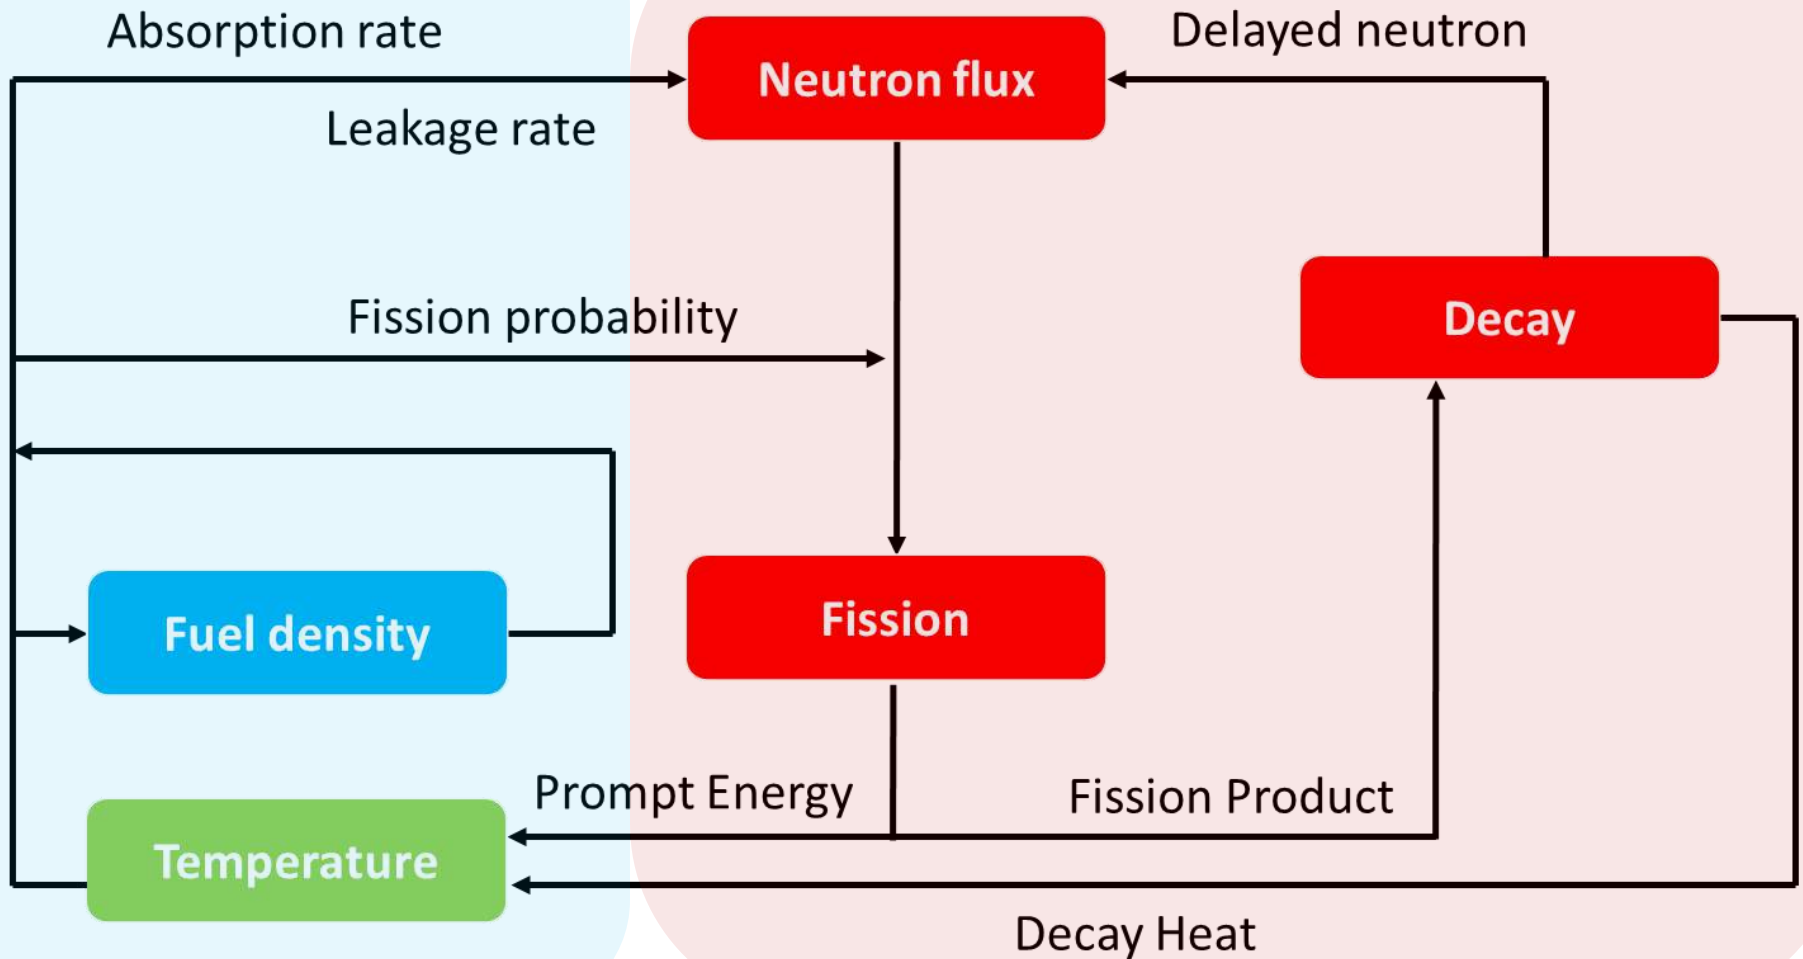 Absorption rate
Neutron flux
Delayed neutron
Leakage rate
Fission probability
Decay
Fuel density
Fission
Prompt Energy
Fission Product
Temperature
Decay Heat